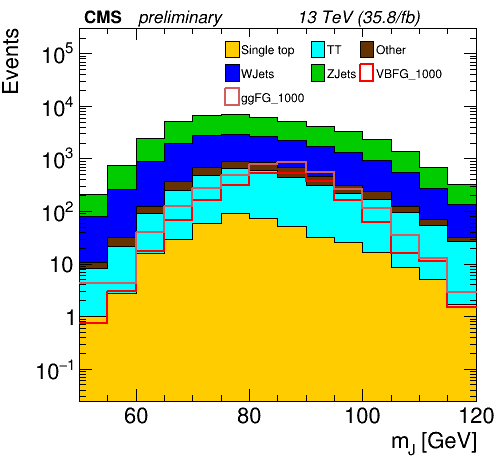 CMS preliminary 13 TeV (35.8/fb)
Events
Single top TT Other
WJets ZJets VBFG_1000
ggFG_1000
10^5
10^4
10^3
10^2
10
1
10^-1
60 80 100 120
m_J [GeV]